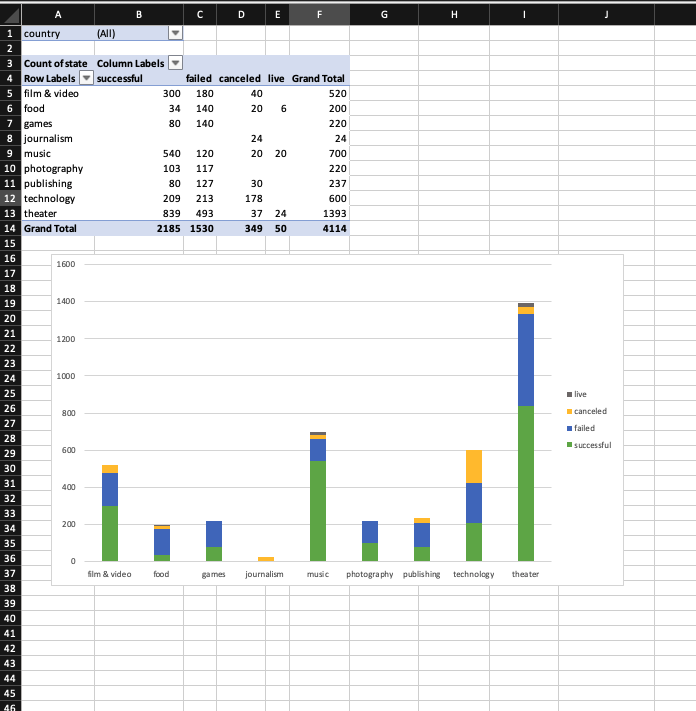 A B C D E F G H I J
1 country (All)
2
3 Count of state Column Labels
4 Row Labels successful failed canceled live Grand Total
5 film & video 300 180 40 520
6 food 34 140 20 6 200
7 games 80 140 220
8 journalism 24 24
9 music 540 120 20 20 700
10 photography 103 117 220
11 publishing 80 127 30 237
12 technology 209 213 178 600
13 theater 839 493 37 24 1393
14 Grand Total 2185 1530 349 50 4114
15
16
17
18
19
20
21
22
23
24
25
26
27
28
29
30
31
32
33
34
35
36
37
38
39
40
41
42
43
44
45
46
1600
1400
1200
1000
800
600
400
200
0
film & video food games journalism music photography publishing technology theater
live
canceled
failed
successful